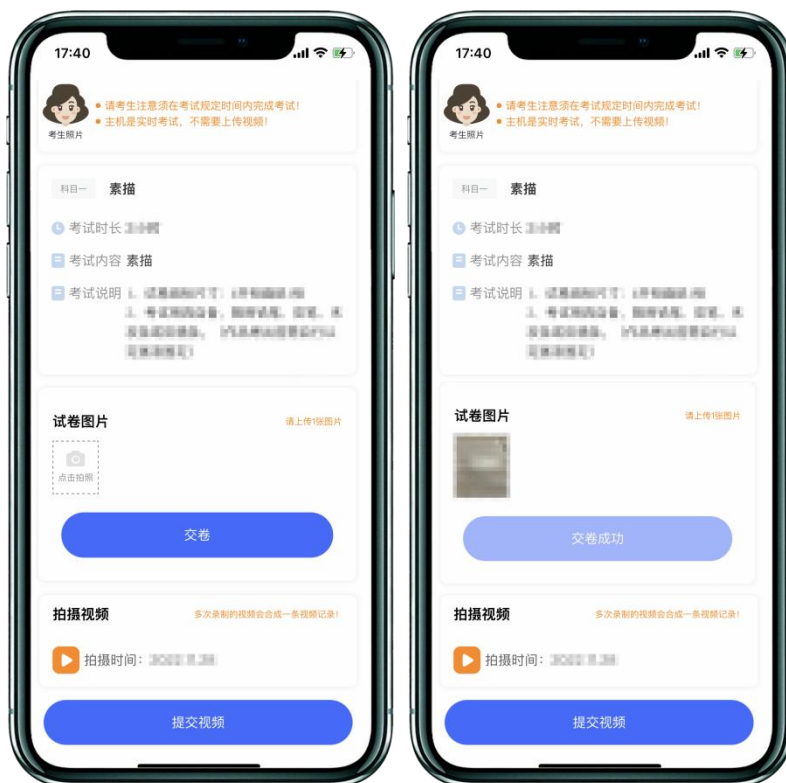 17:40
请考生注意须在考试规定时间内完成考试!
主机是实时考试，不需要上传视频!
考生照片
科目一 素描
考试时长
考试内容 素描
考试说明
试卷图片 请上传1张图片
点击拍照
交卷
拍摄视频 多次录制的视频会合成一条视频记录!
拍摄时间:
提交视频
17:40
请考生注意须在考试规定时间内完成考试!
主机是实时考试，不需要上传视频!
考生照片
科目一 素描
考试时长
考试内容 素描
考试说明
试卷图片 请上传1张图片
交卷成功
拍摄视频 多次录制的视频会合成一条视频记录!
拍摄时间:
提交视频